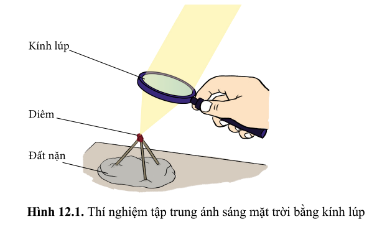 Kính lúp
Diêm
Đất nặn
Hình 12.1. Thí nghiệm tập trung ánh sáng mặt trời bằng kính lúp